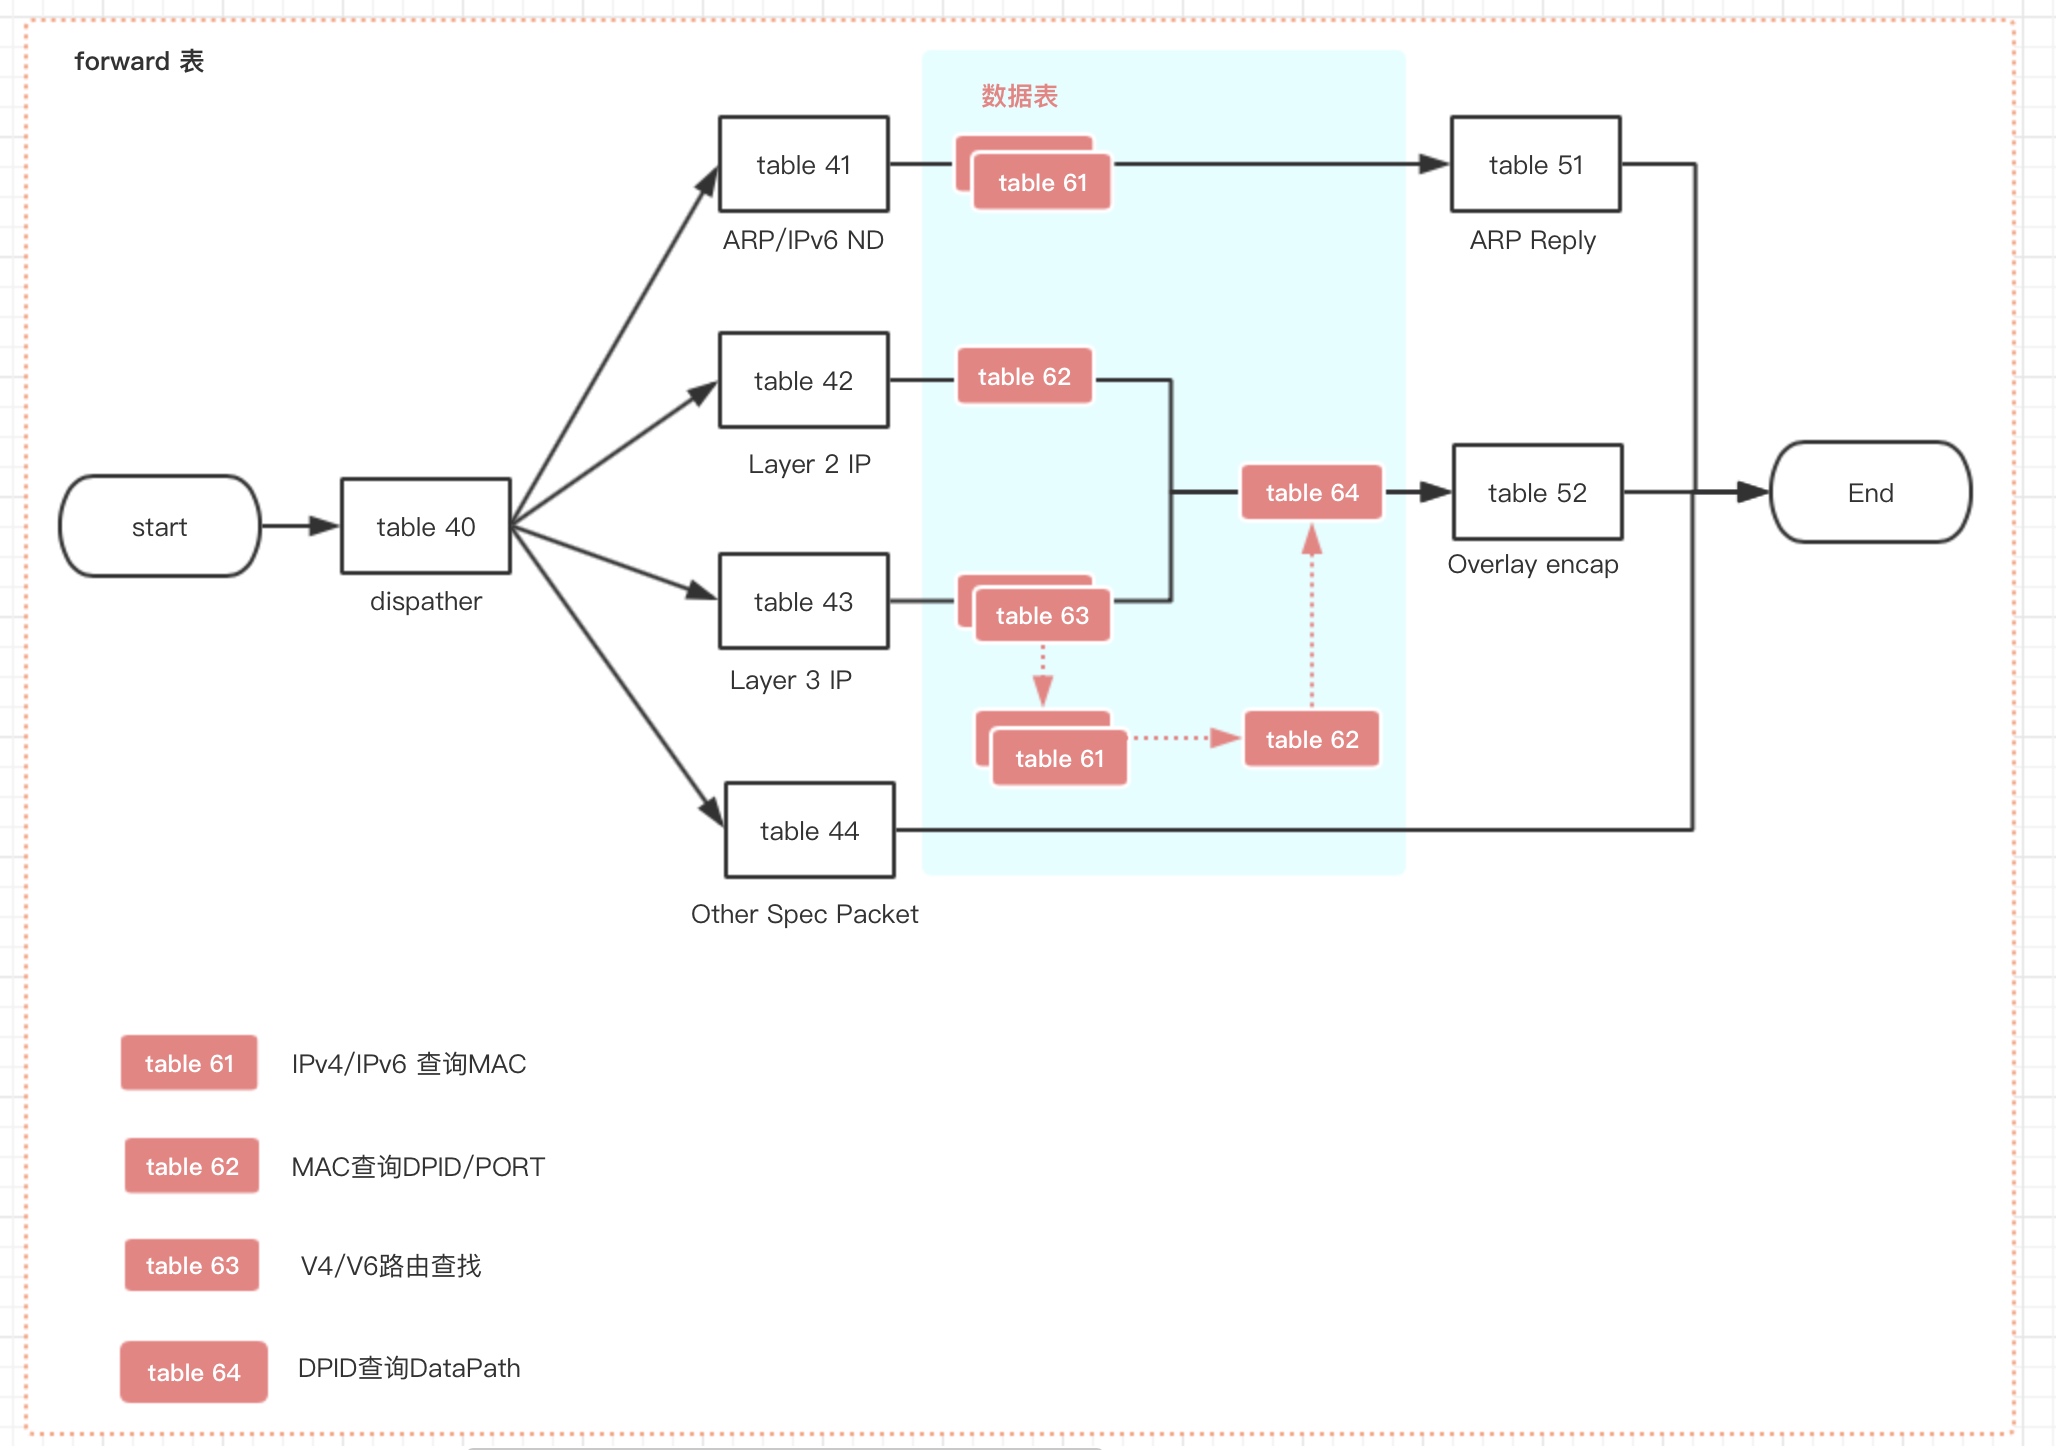 forward 表
数据表
table 41
table 61
table 51
ARP/IPv6 ND
ARP Reply
table 42
table 62
Layer 2 IP
start
table 40
dispather
table 64
table 52
End
Overlay encap
table 43
table 63
Layer 3 IP
table 61
table 62
table 44
Other Spec Packet
table 61 IPv4/IPv6 查询MAC
table 62 MAC查询DPID/PORT
table 63 V4/V6路由查找
table 64 DPID查询DataPath